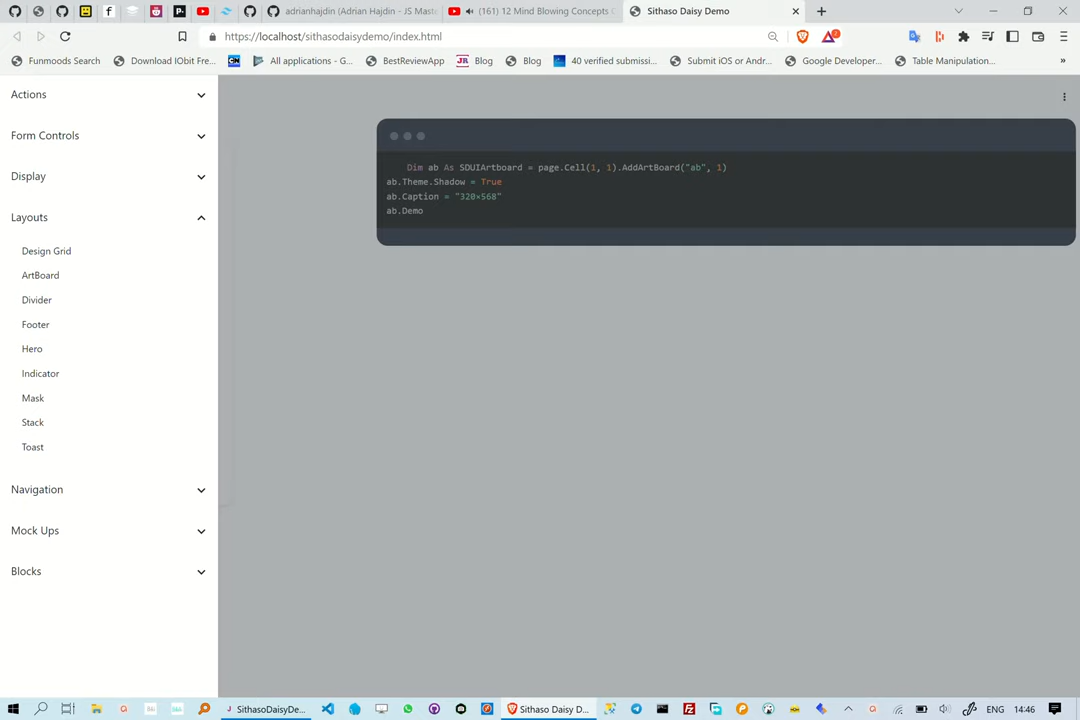 adrianhajdin (Adrian Hajdin - JS Maste
(161) 12 Mind Blowing Concepts
Sithaso Daisy Demo
https://localhost/sithasodaisydemo/index.html
Funmoods Search
Download IObit Fre...
All applications - G...
BestReviewApp
JR Blog
Blog
40 verified submissi...
Submit iOS or Andr...
Google Developer...
Table Manipulation...
»
Actions
Form Controls
Display
Layouts
Design Grid
ArtBoard
Divider
Footer
Hero
Indicator
Mask
Stack
Toast
Navigation
Mock Ups
Blocks
Dim ab As SDUIArtboard = page.Cell(1, 1).AddArtBoard("ab", 1)
ab.Theme.Shadow = True
ab.Caption = "320×568"
ab.Demo
SithasoDaisyDe...
Sithaso Daisy D...
ENG
14:46